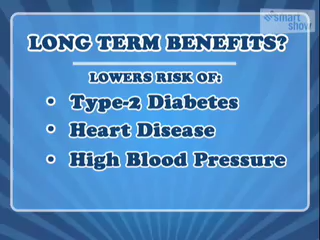 smart
show
LONG TERM BENEFITS?
LOWERS RISK OF:
• Type-2 Diabetes
• Heart Disease
• High Blood Pressure